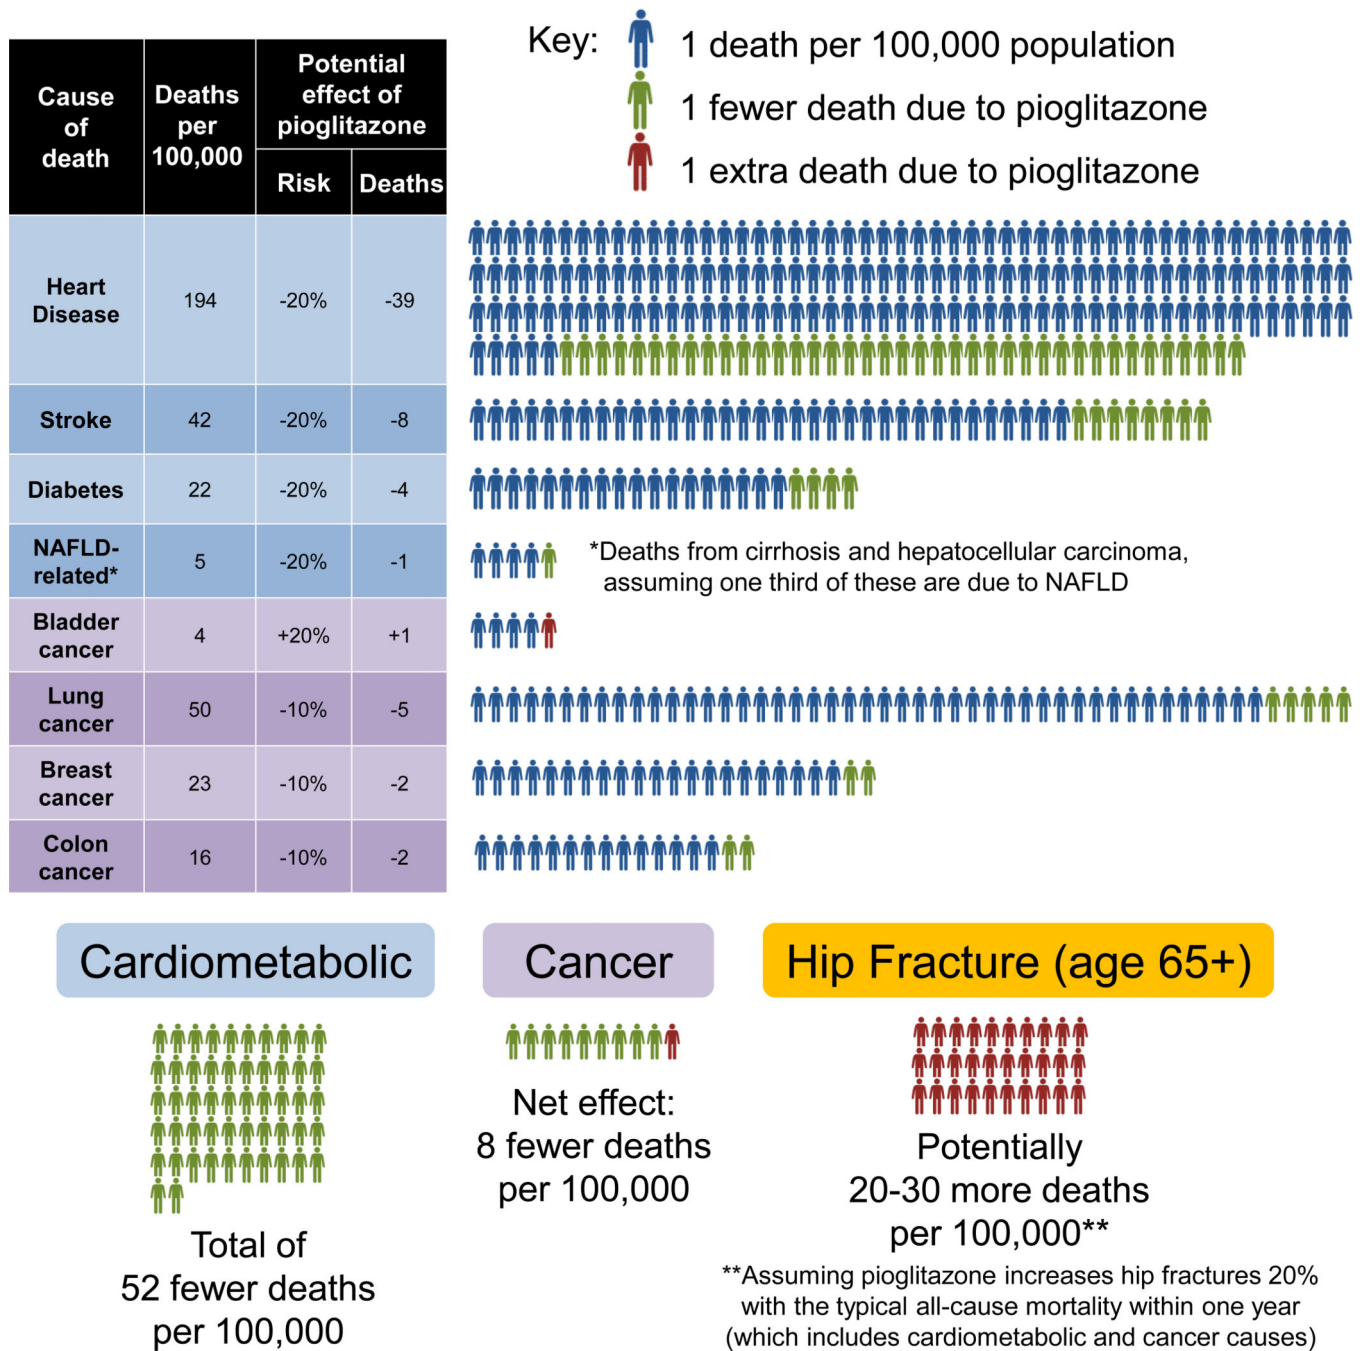 Key:
1 death per 100,000 population
1 fewer death due to pioglitazone
1 extra death due to pioglitazone
Cause
of
death
Deaths
per
100,000
Potential
effect of
pioglitazone
Risk
Deaths
Heart
Disease
194
-20%
-39
Stroke
42
-20%
-8
Diabetes
22
-20%
-4
NAFLD-
related*
5
-20%
-1
*Deaths from cirrhosis and hepatocellular carcinoma,
assuming one third of these are due to NAFLD
Bladder
cancer
4
+20%
+1
Lung
cancer
50
-10%
-5
Breast
cancer
23
-10%
-2
Colon
cancer
16
-10%
-2
Cardiometabolic
Total of
52 fewer deaths
per 100,000
Cancer
Net effect:
8 fewer deaths
per 100,000
Hip Fracture (age 65+)
Potentially
20-30 more deaths
per 100,000**
**Assuming pioglitazone increases hip fractures 20%
with the typical all-cause mortality within one year
(which includes cardiometabolic and cancer causes)